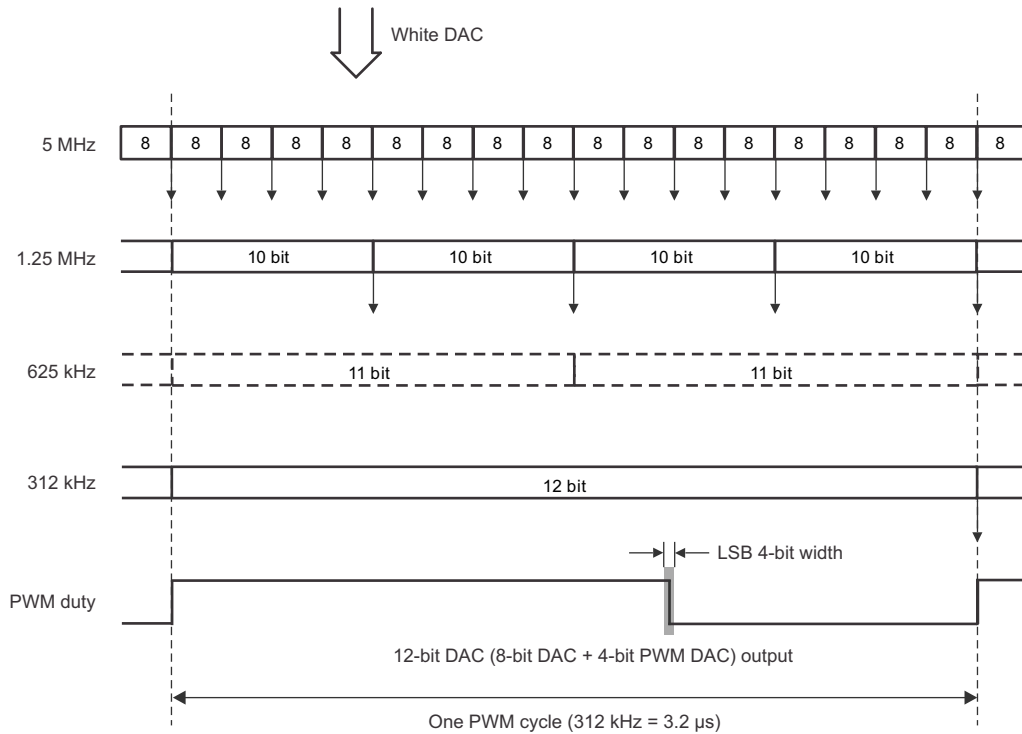 White DAC
5 MHz 8 8 8 8 8 8 8 8 8 8 8 8 8 8 8 8 8 8
1.25 MHz 10 bit 10 bit 10 bit 10 bit
625 kHz 11 bit 11 bit
312 kHz 12 bit
LSB 4-bit width
PWM duty
12-bit DAC (8-bit DAC + 4-bit PWM DAC) output
One PWM cycle (312 kHz = 3.2 μs)